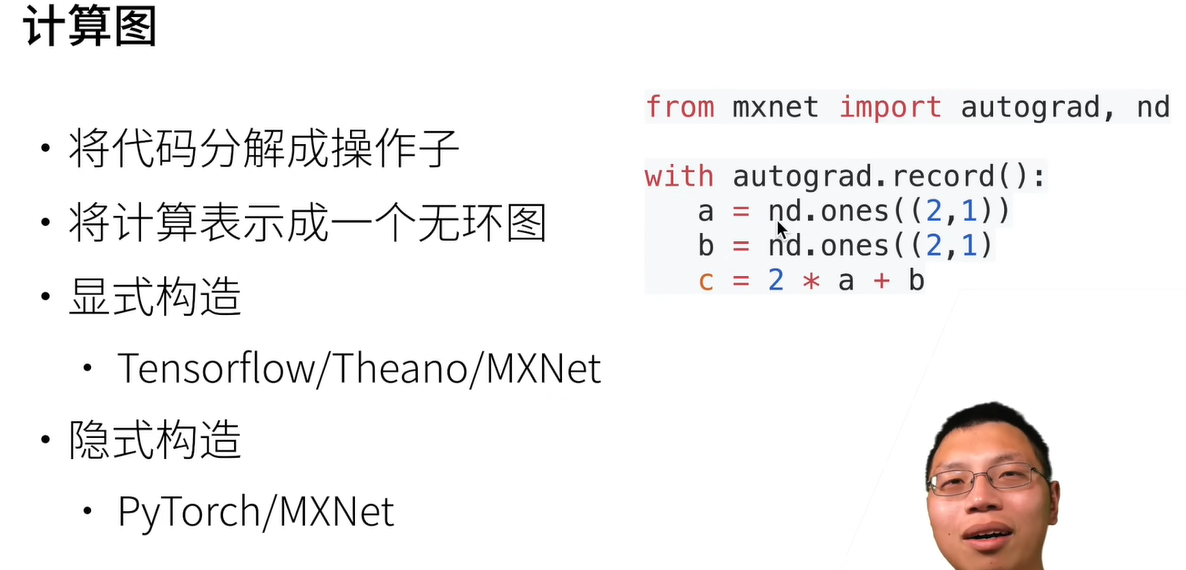 计算图
• 将代码分解成操作子
• 将计算表示成一个无环图
• 显式构造
• Tensorflow/Theano/MXNet
• 隐式构造
• PyTorch/MXNet
from mxnet import autograd, nd
with autograd.record():
a = nd.ones((2,1))
b = nd.ones((2,1)
c = 2 * a + b